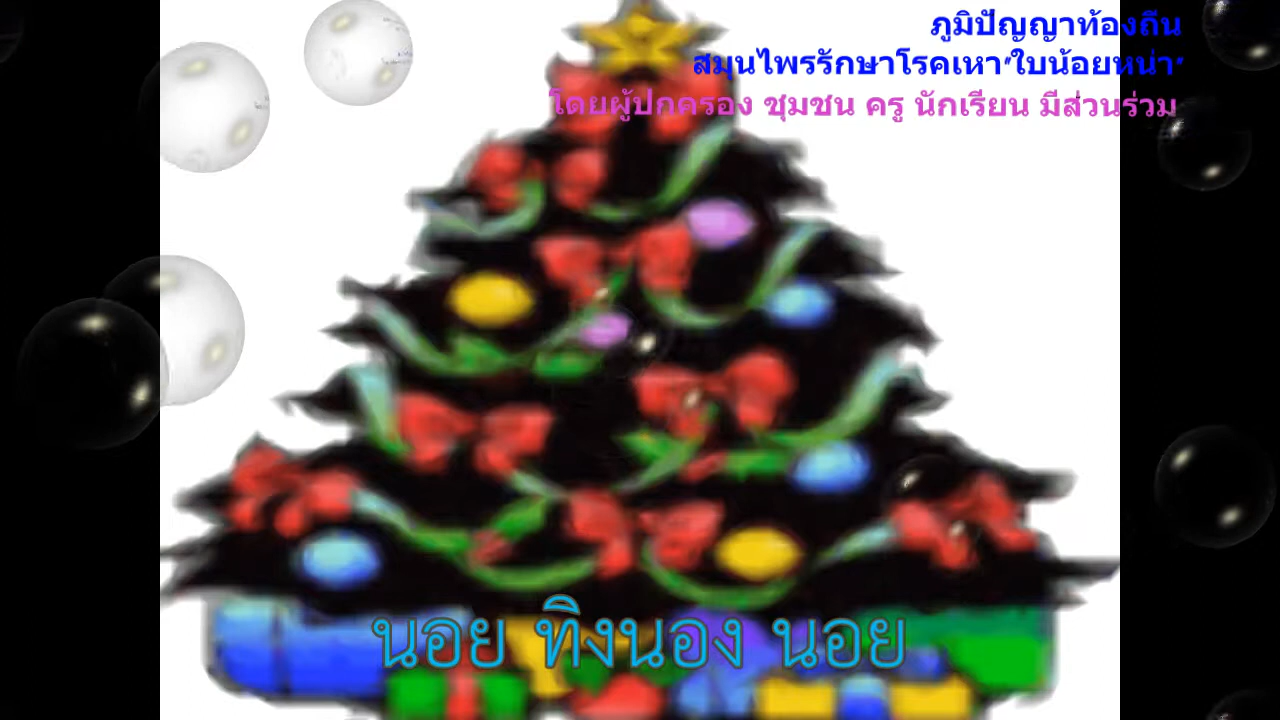 ภูมิปัญญาท้องถีน
สมุนไพรรักษาโรคเหา"ใบน้อยหน่า"
โดยผู้ปกครอง ชุมชน ครู นักเรียน มีส่วนร่วม
นอย ทิงนอง นอย